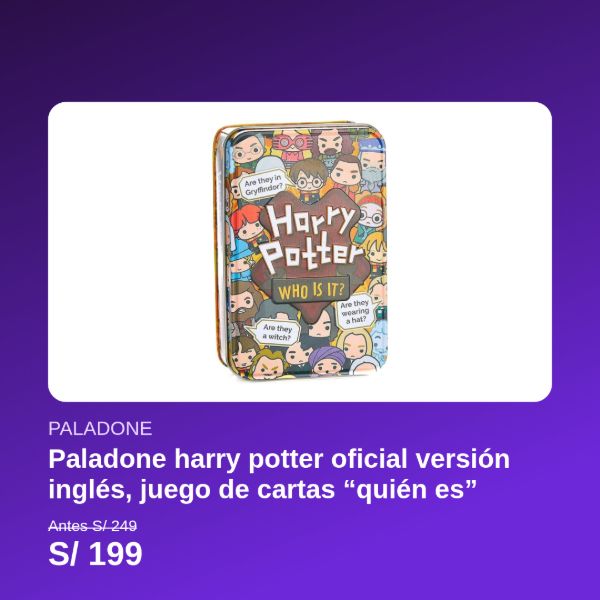 Are they in
Gryffindor?
Harry
Potter
WHO IS IT?
Are they
wearing
a hat?
Are they
a witch?
PALADONE
Paladone harry potter oficial versión
inglés, juego de cartas “quién es”
Antes S/ 249
S/ 199